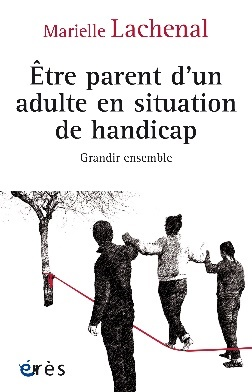 Marielle Lachenal
Être parent d'un
adulte en situation
de handicap
Grandir ensemble
érès